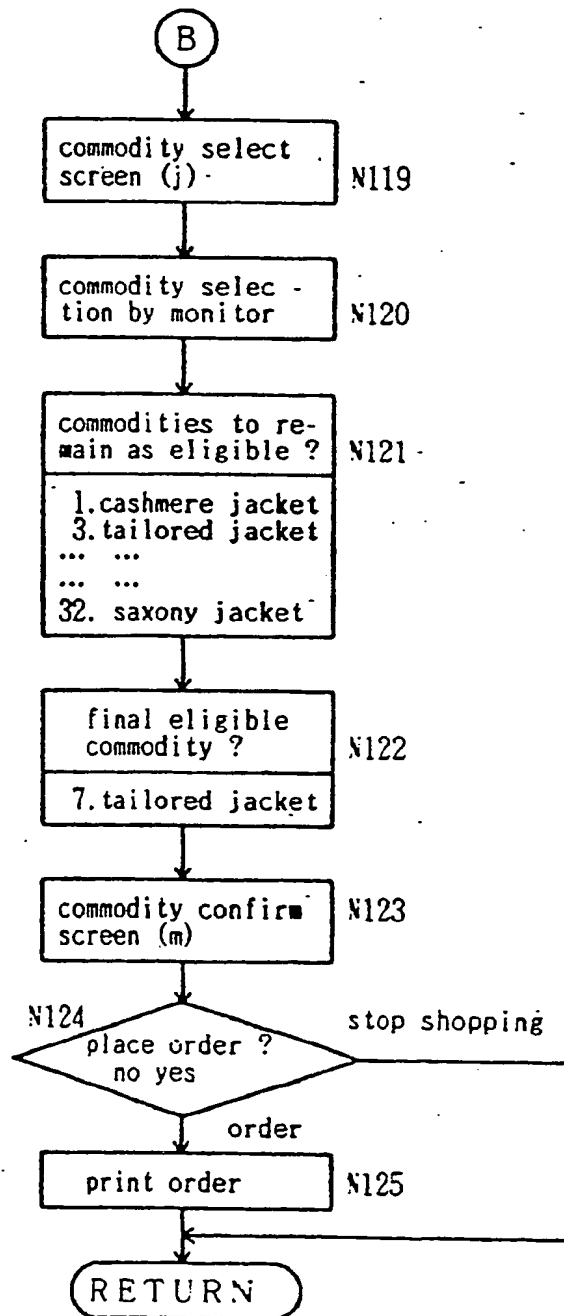 B
commodity select
screen (j)
N119
commodity selec -
tion by monitor
N120
commodities to re-
main as eligible ?
N121
1. cashmere jacket
3. tailored jacket
... ...
... ...
32. saxony jacket
final eligible
commodity ?
N122
7. tailored jacket
commodity confirm
screen (m)
N123
N124
stop shopping
place order ?
no yes
order
print order
N125
RETURN